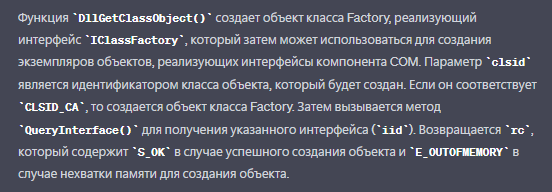 Функция `DllGetClassObject()` создает объект класса Factory, реализующий
интерфейс `IClassFactory`, который затем может использоваться для создания
экземпляров объектов, реализующих интерфейсы компонента COM. Параметр `clsid`
является идентификатором класса объекта, который будет создан. Если он соответствует
`CLSID_CA`, то создается объект класса Factory. Затем вызывается метод
`QueryInterface()` для получения указанного интерфейса (`iid`). Возвращается `rc`,
который содержит `S_OK` в случае успешного создания объекта и `E_OUTOFMEMORY` в
случае нехватки памяти для создания объекта.